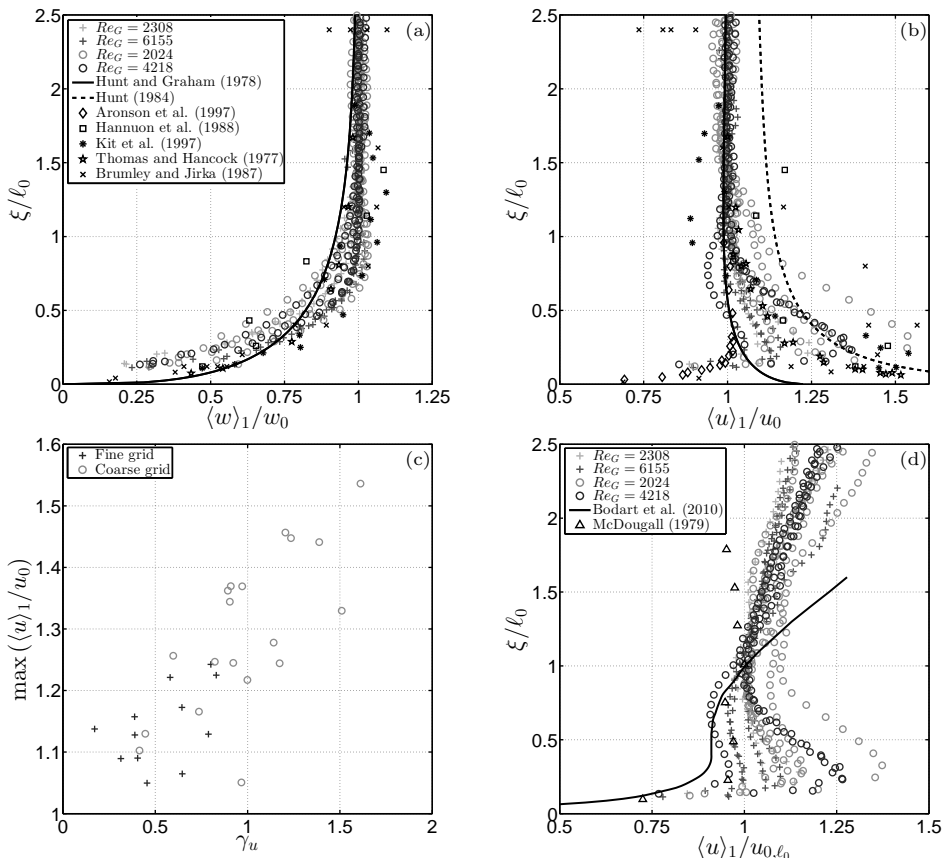 (a)
Re_G = 2308
Re_G = 6155
Re_G = 2024
Re_G = 4218
Hunt and Graham (1978)
Hunt (1984)
Aronson et al. (1997)
Hannuon et al. (1988)
Kit et al. (1997)
Thomas and Hancock (1977)
Brumley and Jirka (1987)
2.5
2
1.5
1
0.5
0
ξ/ℓ_0
0
0.25
0.5
0.75
1
1.25
⟨w⟩_1/w_0
(b)
2.5
2
1.5
1
0.5
0
ξ/ℓ_0
0.5
0.75
1
1.25
1.5
⟨u⟩_1/u_0
(c)
Fine grid
Coarse grid
1.6
1.5
1.4
1.3
1.2
1.1
1
max (⟨u⟩_1/u_0)
0
0.5
1
1.5
2
γ_u
(d)
Re_G = 2308
Re_G = 6155
Re_G = 2024
Re_G = 4218
Bodart et al. (2010)
McDougall (1979)
2.5
2
1.5
1
0.5
0
ξ/ℓ_0
0.5
0.75
1
1.25
1.5
⟨u⟩_1/u_{0,ℓ_0}